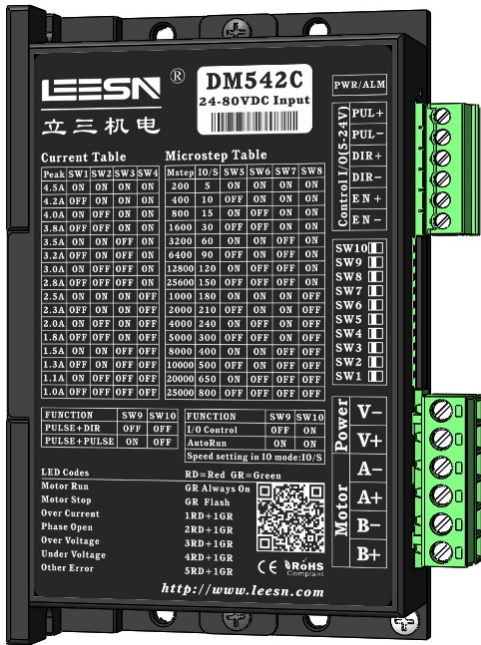 LEESN ®
立三机电
DM542C
24-80VDC Input
PWR/ALM
Current Table
Peak SW1 SW2 SW3 SW4
4.5A ON ON ON ON
4.2A OFF ON ON ON
4.0A ON OFF ON ON
3.8A OFF OFF ON ON
3.5A ON ON OFF ON
3.2A OFF ON OFF ON
3.0A ON OFF OFF ON
2.8A OFF OFF OFF ON
2.5A ON ON ON OFF
2.3A OFF ON ON OFF
2.0A ON OFF ON OFF
1.8A OFF OFF ON OFF
1.5A ON ON OFF OFF
1.3A OFF ON OFF OFF
1.1A ON OFF OFF OFF
1.0A OFF OFF OFF OFF
Microstep Table
Mstep IO/S SW5 SW6 SW7 SW8
200 5 ON ON ON ON
400 10 OFF ON ON ON
800 15 ON OFF ON ON
1600 30 OFF OFF ON ON
3200 60 ON ON OFF ON
6400 90 OFF ON OFF ON
12800 120 ON OFF OFF ON
25600 150 OFF OFF OFF ON
1000 180 ON ON ON OFF
2000 210 OFF ON ON OFF
4000 240 ON OFF ON OFF
5000 300 OFF OFF ON OFF
8000 400 ON ON OFF OFF
10000 500 OFF ON OFF OFF
20000 650 ON OFF OFF OFF
25000 800 OFF OFF OFF OFF
FUNCTION SW9 SW10
PULSE+DIR OFF OFF
PULSE+PULSE ON OFF
FUNCTION SW9 SW10
I/O Control OFF ON
AutoRun ON ON
Speed setting in IO mode:IO/S
LED Codes RD=Red GR=Green
Motor Run GR Always On
Motor Stop GR Flash
Over Current 1RD+1GR
Phase Open 2RD+1GR
Over Voltage 3RD+1GR
Under Voltage 4RD+1GR
Other Error 5RD+1GR
CE RoHS
Compliant
http://www.leesn.com
Control I/O(5-24V)
PUL+
PUL-
DIR+
DIR-
EN+
EN-
SW10
SW9
SW8
SW7
SW6
SW5
SW4
SW3
SW2
SW1
Power
V-
V+
Motor
A-
A+
B-
B+